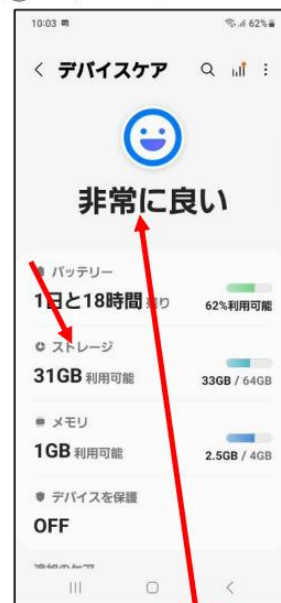 10:03 62%
デバイスケア
非常に良い
バッテリー
1日と18時間 残り 62%利用可能
ストレージ
31GB 利用可能 33GB / 64GB
メモリ
1GB 利用可能 2.5GB / 4GB
デバイスを保護
OFF